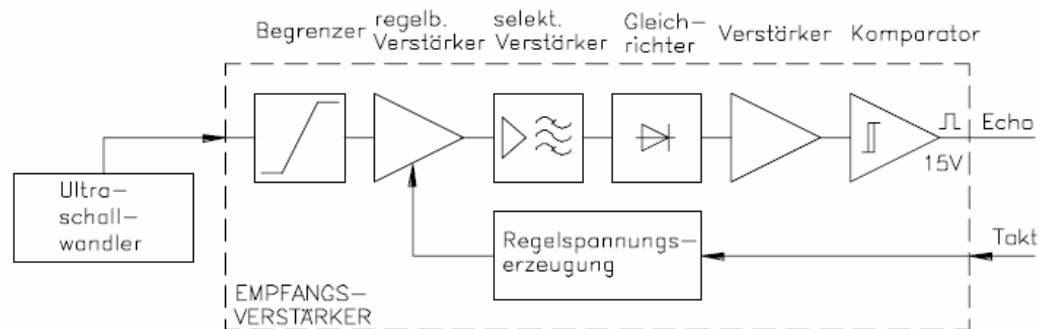 Begrenzer
regelb.
Verstärker
selekt.
Verstärker
Gleich-
richter
Verstärker
Komparator
Echo
15V
Ultra-
schall-
wandler
Regelspannungs-
erzeugung
Takt
EMPFANGS-
VERSTÄRKER